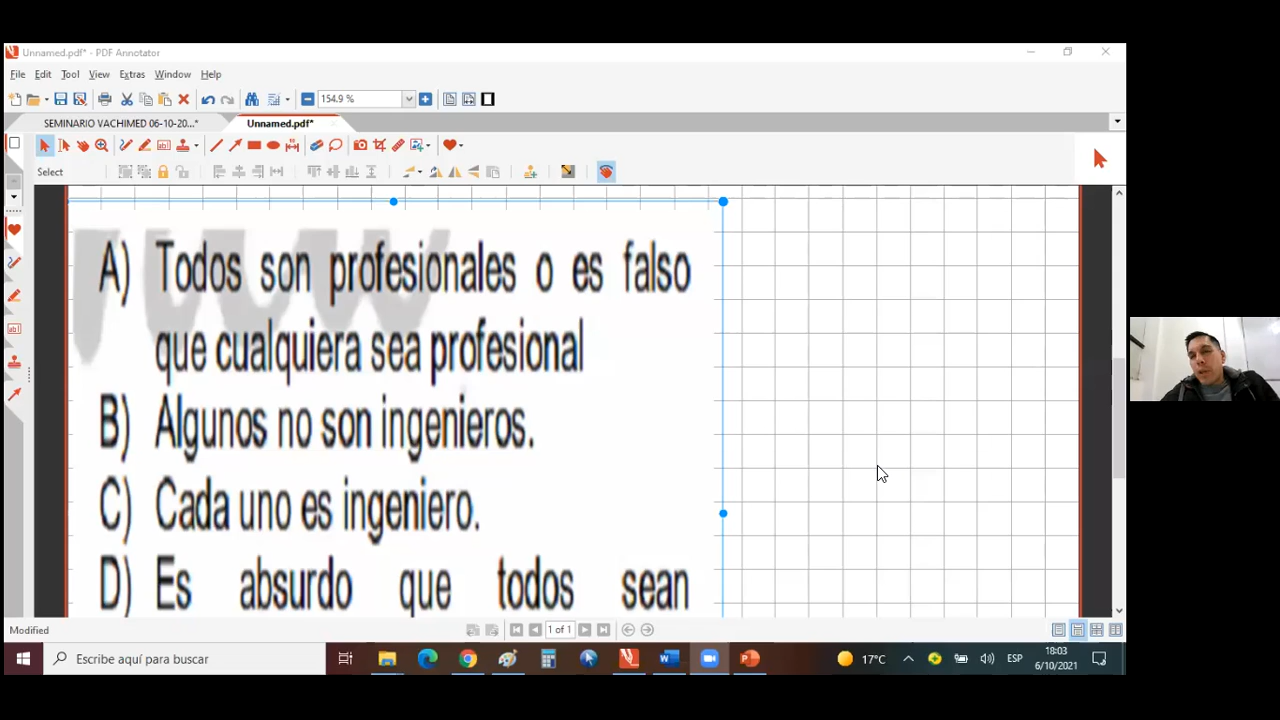 Unnamed.pdf* - PDF Annotator
File Edit Tool View Extras Window Help
154.9 %
SEMINARIO VACHIMED 06-10-20...* Unnamed.pdf*
Select
A) Todos son profesionales o es falso
que cualquiera sea profesional
B) Algunos no son ingenieros.
C) Cada uno es ingeniero.
D) Es absurdo que todos sean
Modified
1 of 1
Escribe aquí para buscar
17°C
ESP
18:03
6/10/2021